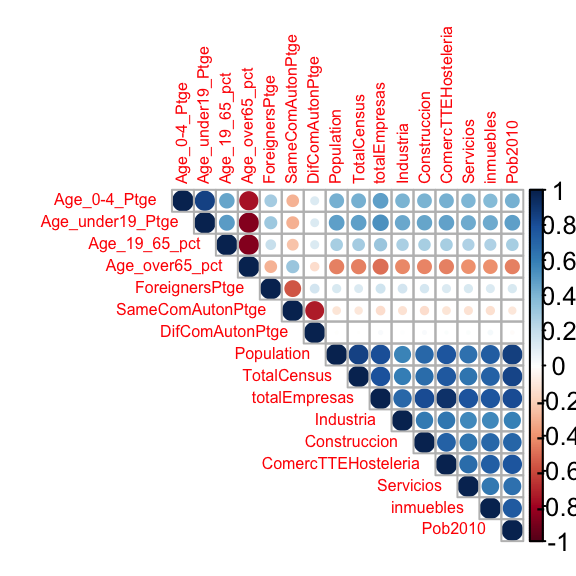 Age_0-4_Ptge
Age_under19_Ptge
Age_19_65_pct
Age_over65_pct
ForeignersPtge
SameComAutonPtge
DifComAutonPtge
Population
TotalCensus
totalEmpresas
Industria
Construccion
ComercTTEHosteleria
Servicios
inmuebles
Pob2010
Age_0-4_Ptge
Age_under19_Ptge
Age_19_65_pct
Age_over65_pct
ForeignersPtge
SameComAutonPtge
DifComAutonPtge
Population
TotalCensus
totalEmpresas
Industria
Construccion
ComercTTEHosteleria
Servicios
inmuebles
Pob2010
1
0.8
0.6
0.4
0.2
0
-0.2
-0.4
-0.6
-0.8
-1